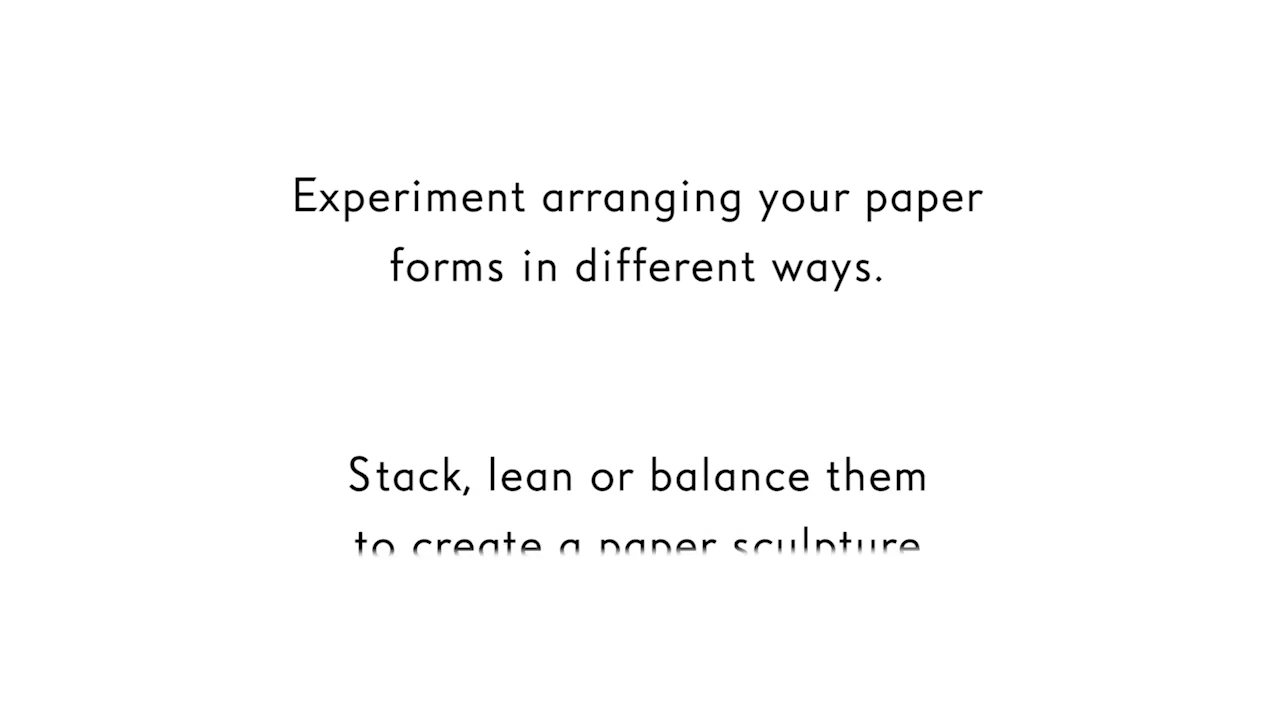 Experiment arranging your paper
forms in different ways.
Stack, lean or balance them
to create a paper sculpture